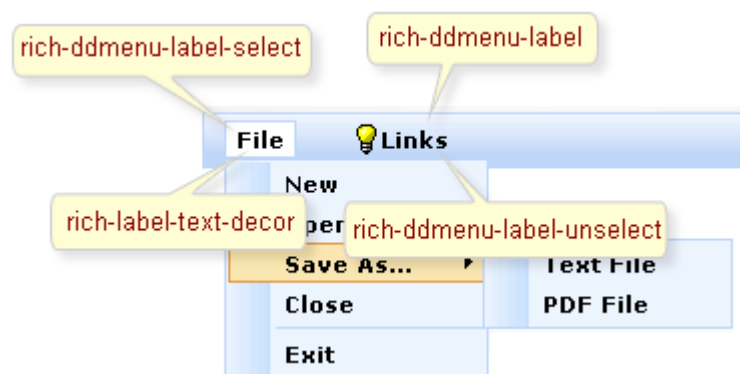 rich-ddmenu-label-select
rich-ddmenu-label
File
Links
New
rich-label-text-decor
rich-ddmenu-label-unselect
Save As...
Text File
Close
PDF File
Exit